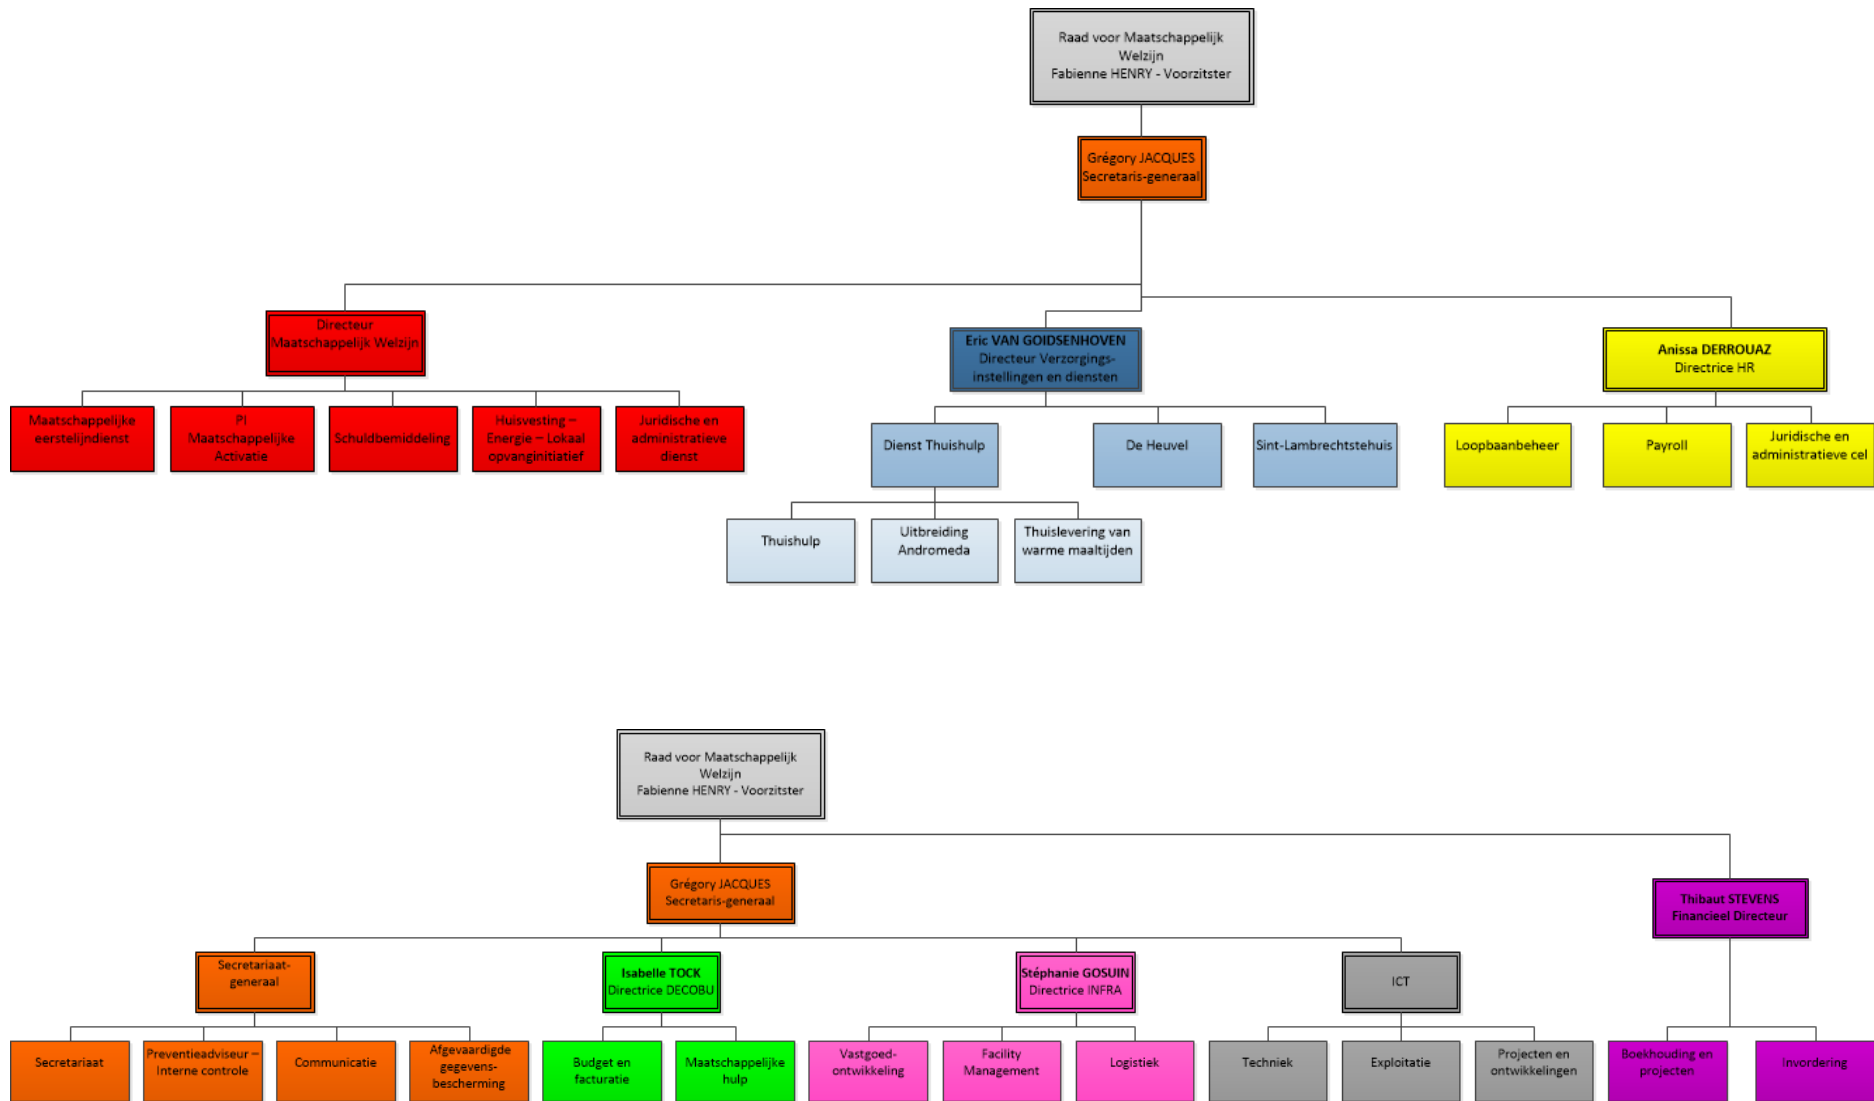 Raad voor Maatschappelijk
Welzijn
Fabienne HENRY - Voorzitster
Grégory JACQUES
Secretaris-generaal
Directeur
Maatschappelijk Welzijn
Eric VAN GOIDSENHOVEN
Directeur Verzorgings-
instellingen en diensten
Anissa DERROUAZ
Directrice HR
Maatschappelijke
eerstelijndienst
PI
Maatschappelijke
Activatie
Schuldbemiddeling
Huisvesting –
Energie – Lokaal
opvanginitiatief
Juridische en
administratieve
dienst
Dienst Thuishulp
De Heuvel
Sint-Lambrechtstehuis
Loopbaanbeheer
Payroll
Juridische en
administratieve cel
Thuishulp
Uitbreiding
Andromeda
Thuislevering van
warme maaltijden
Raad voor Maatschappelijk
Welzijn
Fabienne HENRY - Voorzitster
Grégory JACQUES
Secretaris-generaal
Thibaut STEVENS
Financieel Directeur
Secretariaat-
generaal
Isabelle TOCK
Directrice DECOBU
Stéphanie GOSUIN
Directrice INFRA
ICT
Secretariaat
Preventieadviseur –
Interne controle
Communicatie
Afgevaardigde
gegevens-
bescherming
Budget en
facturatie
Maatschappelijke
hulp
Vastgoed-
ontwikkeling
Facility
Management
Logistiek
Techniek
Exploitatie
Projecten en
ontwikkelingen
Boekhouding en
projecten
Invordering